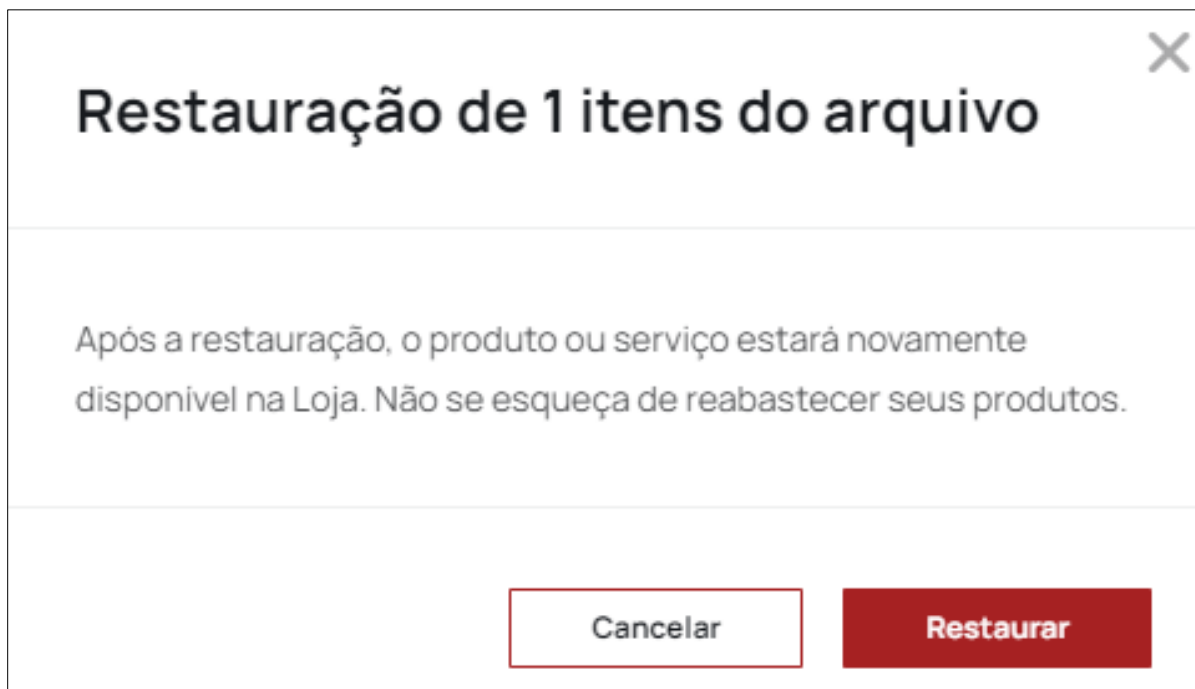 Restauração de 1 itens do arquivo
Após a restauração, o produto ou serviço estará novamente
disponível na Loja. Não se esqueça de reabastecer seus produtos.
Cancelar
Restaurar